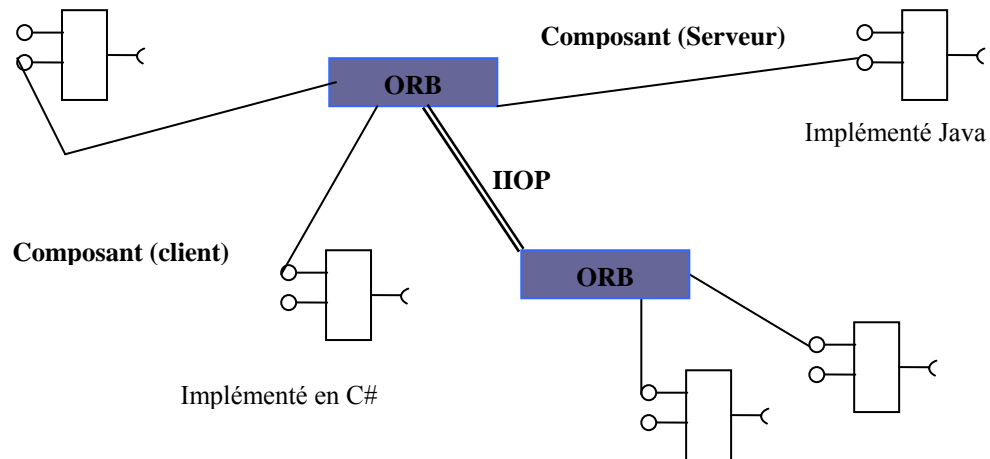 Composant (Serveur)
ORB
Implémenté Java
IIOP
Composant (client)
ORB
Implémenté en C#